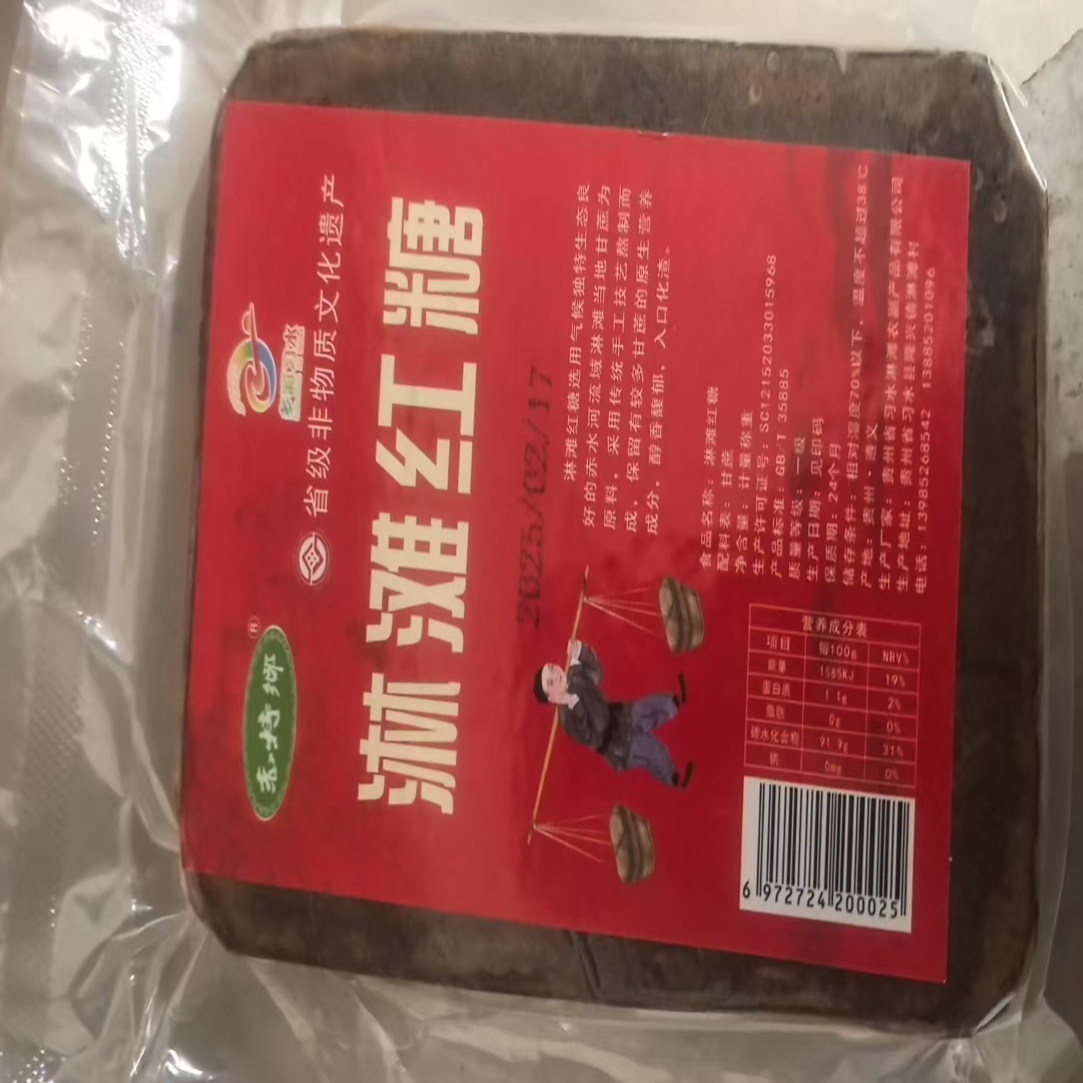 乡约习水
省级非物质文化遗产
赤水情乡®
淋滩红糖
2025/02/17
淋滩红糖选用气候独特生态良
好的赤水河流域淋滩当地甘蔗为
原料，采用传统手工技艺熬制而
成，保留有较多甘蔗的原生营养
成分，醇香馥郁，入口化渣。
食品名称：淋滩红糖
配料表：甘蔗
净含量：计量称重
生产许可证号：SC12152033015968
产品标准：GB/T 35885
质量等级：一级
生产日期：见印码
保质期：24个月
储存条件：相对湿度70%以下，温度不超过38℃
产地：贵州·遵义
生产厂家：贵州省习水淋滩农副产品有限公司
生产地址：贵州省习水县隆兴镇淋滩村
电话：13985268542 13885201096
营养成分表
项目 每100g NRV%
能量 1585KJ 19%
蛋白质 1.1g 2%
脂肪 0g 0%
碳水化合物 91.9g 31%
钠 0mg 0%
6 972724 200025